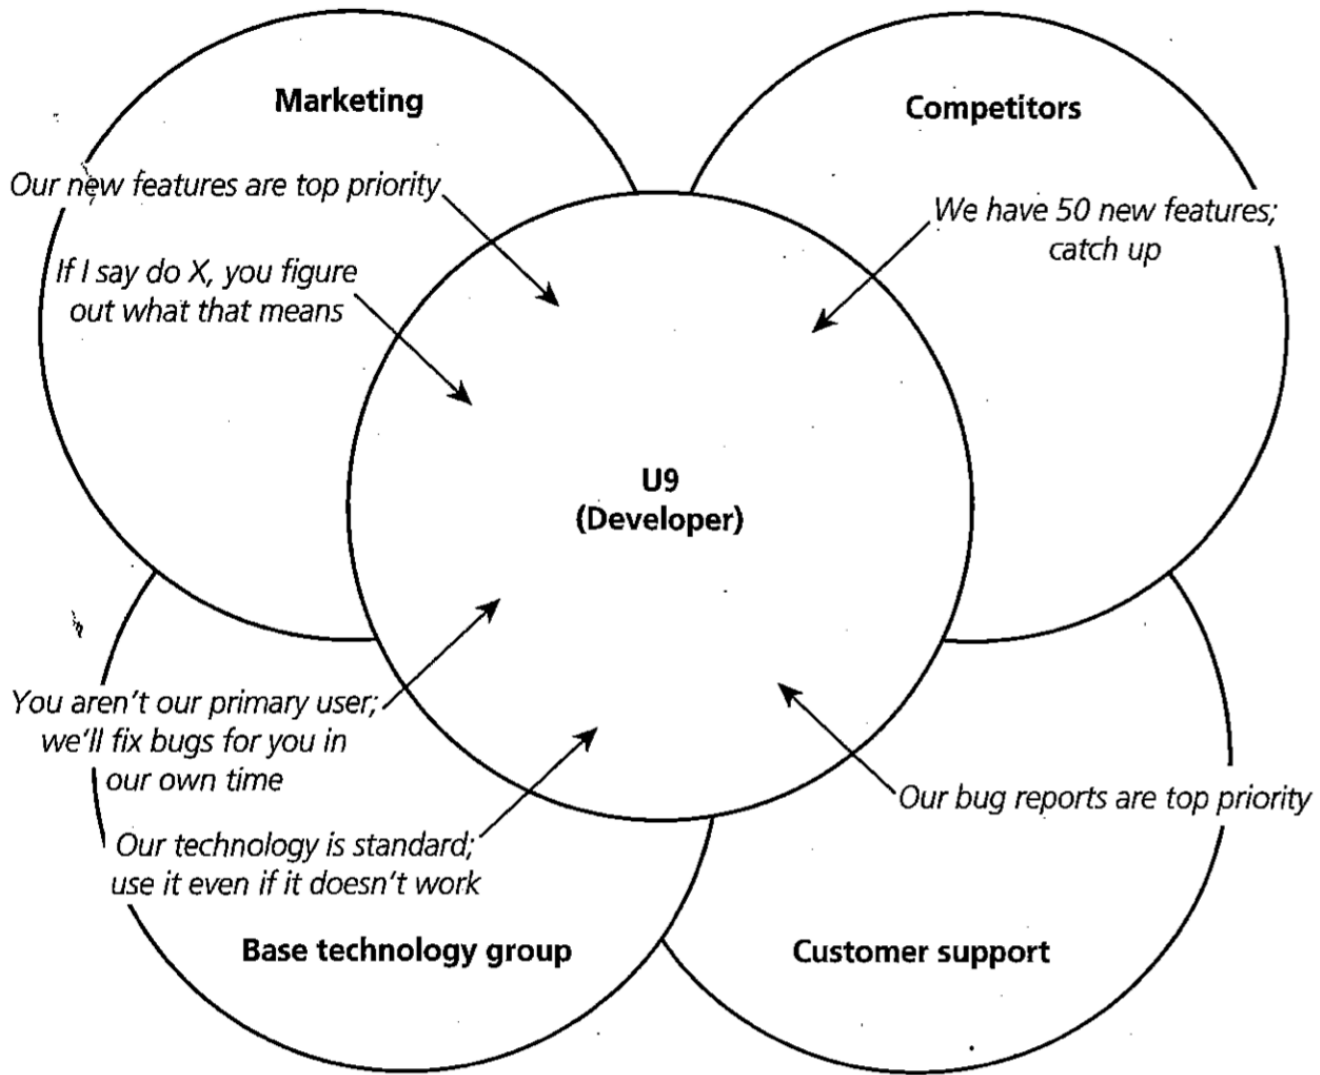 Marketing
Our new features are top priority
If I say do X, you figure
out what that means
Competitors
We have 50 new features;
catch up
U9
(Developer)
You aren't our primary user;
we'll fix bugs for you in
our own time
Our technology is standard;
use it even if it doesn't work
Base technology group
Our bug reports are top priority
Customer support